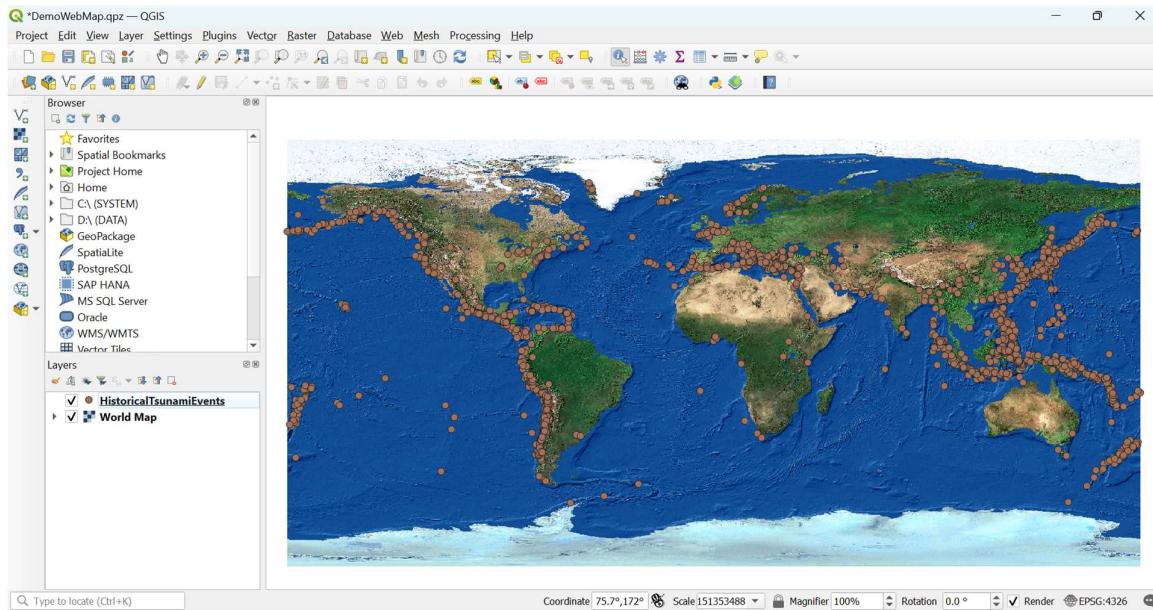 *DemoWebMap.qpz — QGIS
Project Edit View Layer Settings Plugins Vector Raster Database Web Mesh Processing Help
Browser
Favorites
Spatial Bookmarks
Project Home
Home
C:\ (SYSTEM)
D:\ (DATA)
GeoPackage
SpatiaLite
PostgreSQL
SAP HANA
MS SQL Server
Oracle
WMS/WMTS
Vector Tiles
Layers
HistoricalTsunamiEvents
World Map
Type to locate (Ctrl+K) Coordinate 75.7°,172° Scale 151353488 Magnifier 100% Rotation 0.0 ° Render EPSG:4326